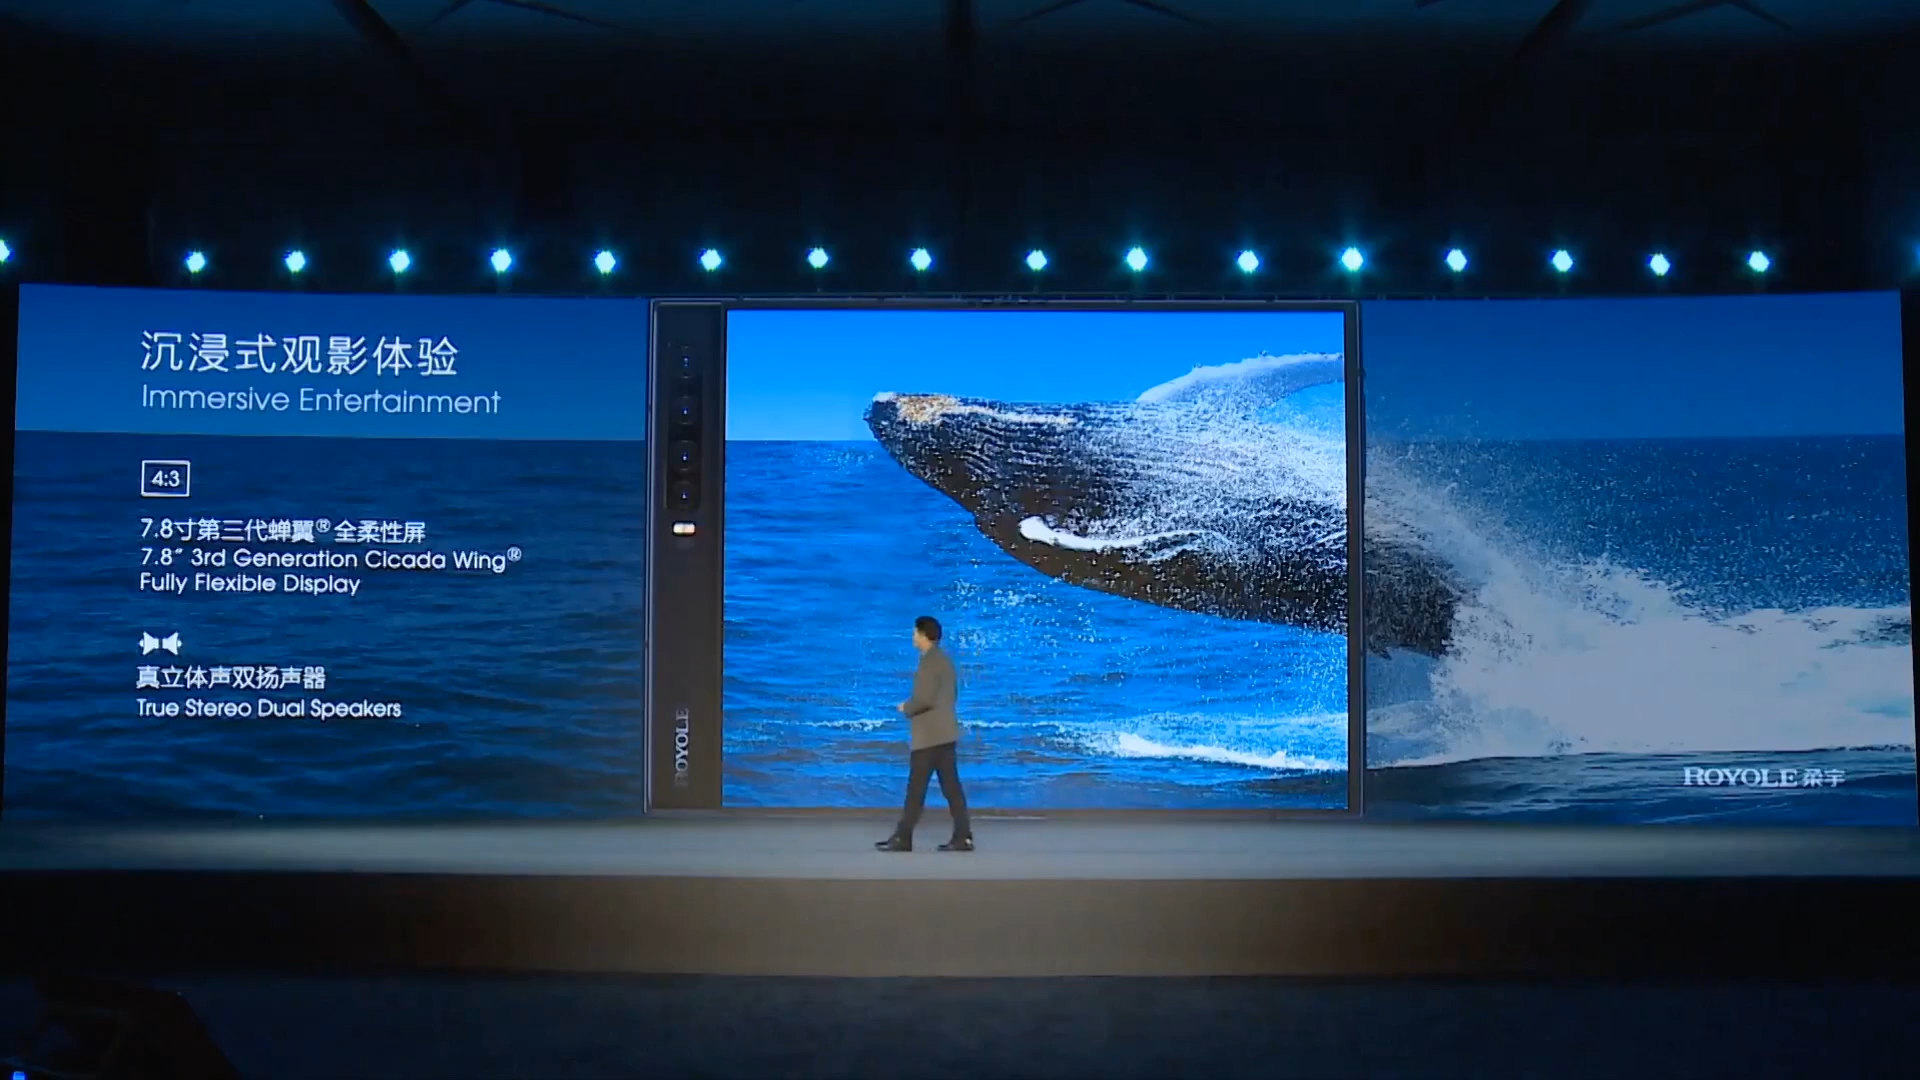 沉浸式观影体验
Immersive Entertainment
4:3
7.8寸第三代蝉翼®全柔性屏
7.8" 3rd Generation Cicada Wing®
Fully Flexible Display
真立体声双扬声器
True Stereo Dual Speakers
ROYOLE
ROYOLE柔宇